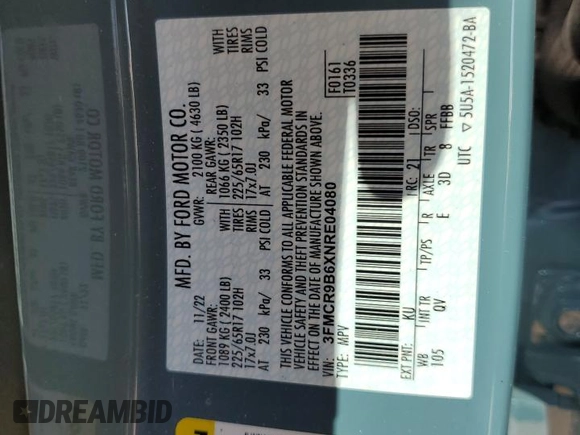 MFD. BY FORD MOTOR CO.
DATE: 11/22 GVWR: 2100 KG ( 4630 LB)
FRONT GAWR: REAR GAWR: WITH
1089 KG ( 2400 LB) 1066 KG ( 2350 LB) TIRES
225/65R17 102H 225/65R17 102H RIMS
17x7.0J 17x7.0J
AT 230 kPa/ 33 PSI COLD AT 230 kPa/ 33 PSI COLD
THIS VEHICLE CONFORMS TO ALL APPLICABLE FEDERAL MOTOR
VEHICLE SAFETY AND THEFT PREVENTION STANDARDS IN
EFFECT ON THE DATE OF MANUFACTURE SHOWN ABOVE.
VIN: 3FMCR9B6XNRE04080 F0161
TYPE: MPV T0336
EXT PNT: KU RC: 21 DSO:
WB INT TR TP/PS R AXLE TR SPR
105 QV E 3D 8 FFBB
UTC 5U5A-1520472-BA
DREAMBID